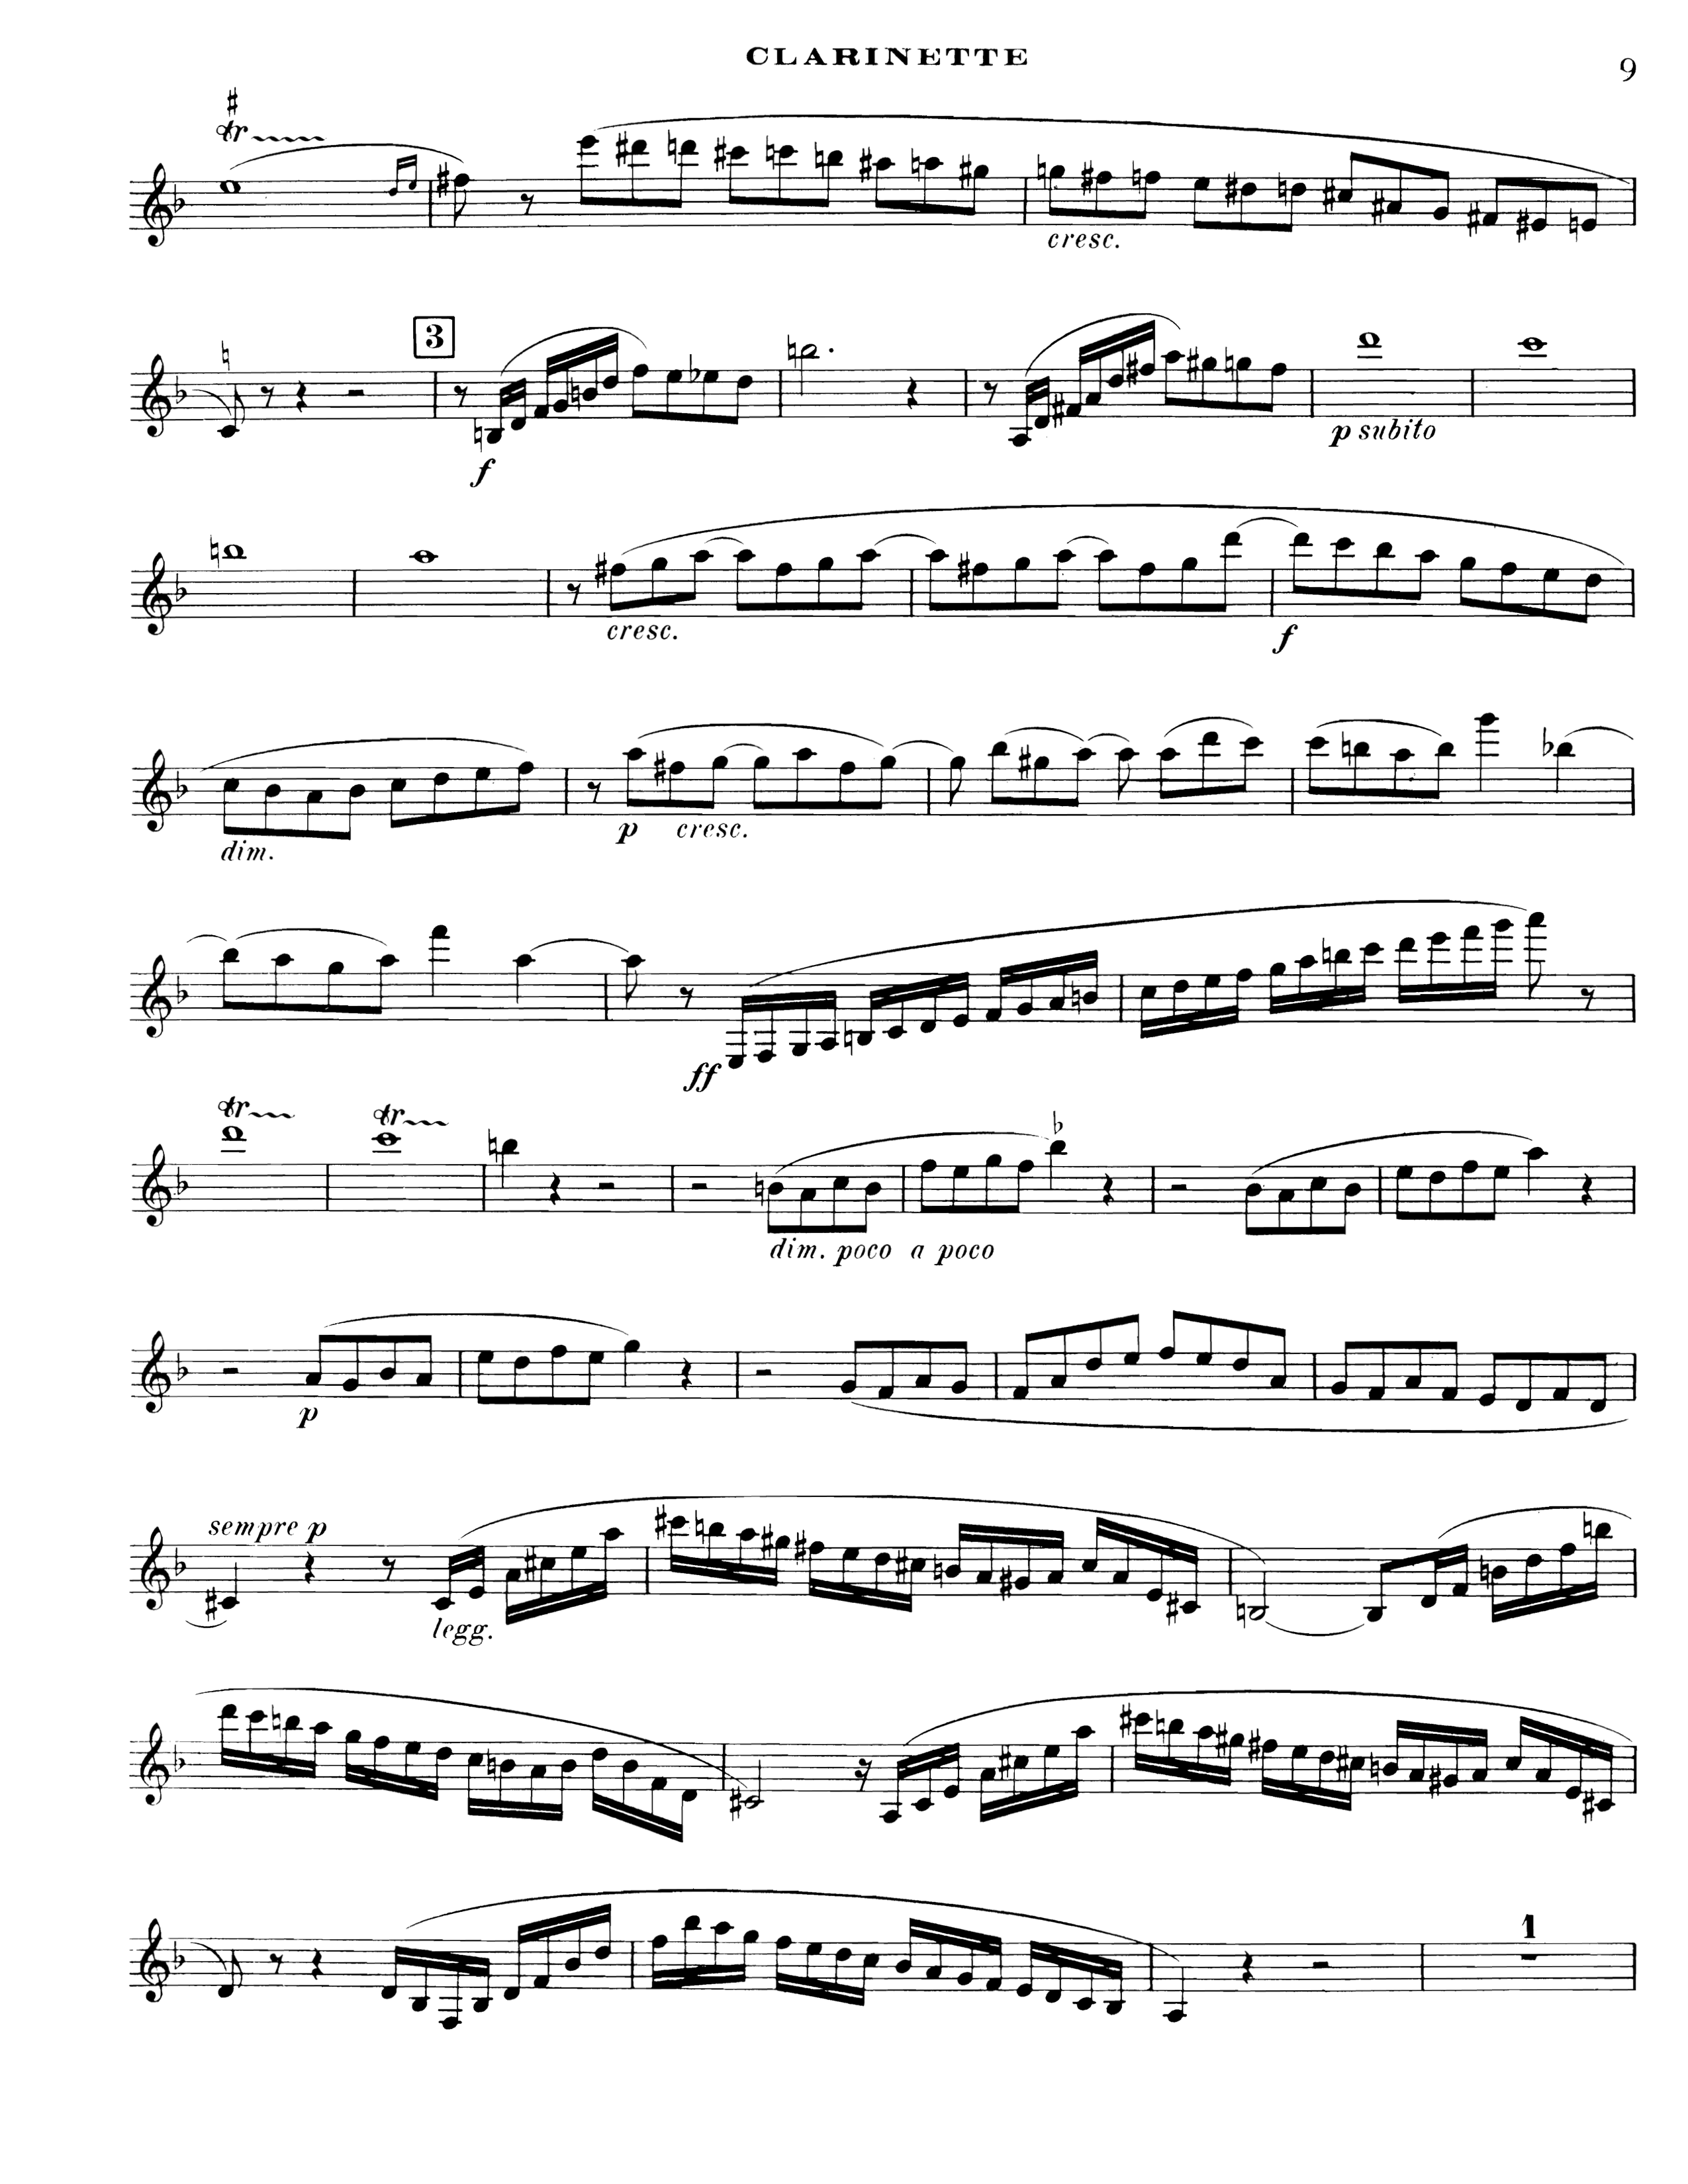 CLARINETTE
9
tr
cresc.
3
f
p subito
cresc.
f
dim.
p cresc.
ff
tr tr
dim. poco a poco
p
sempre p
legg.
1